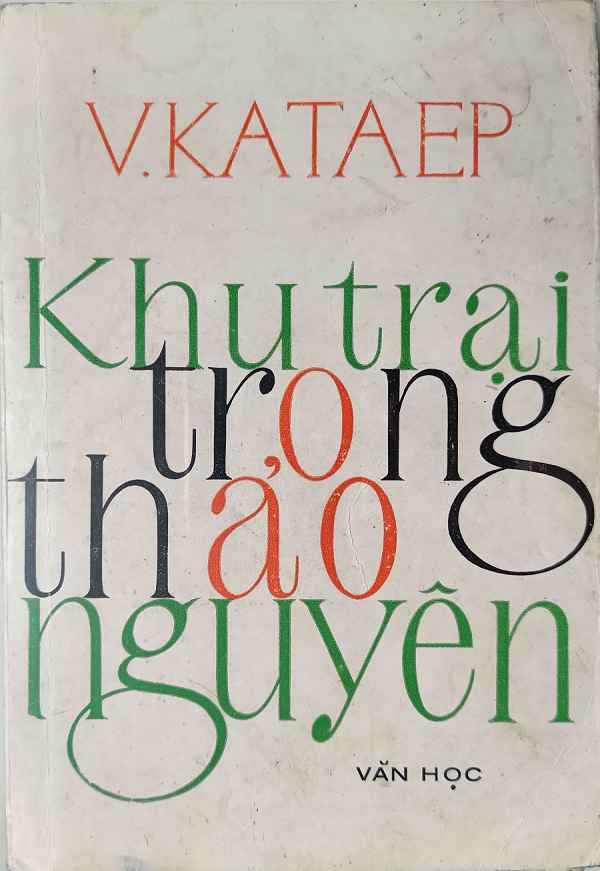 V.KATAEP
Khu trại
trong
thảo
nguyên
VĂN HỌC